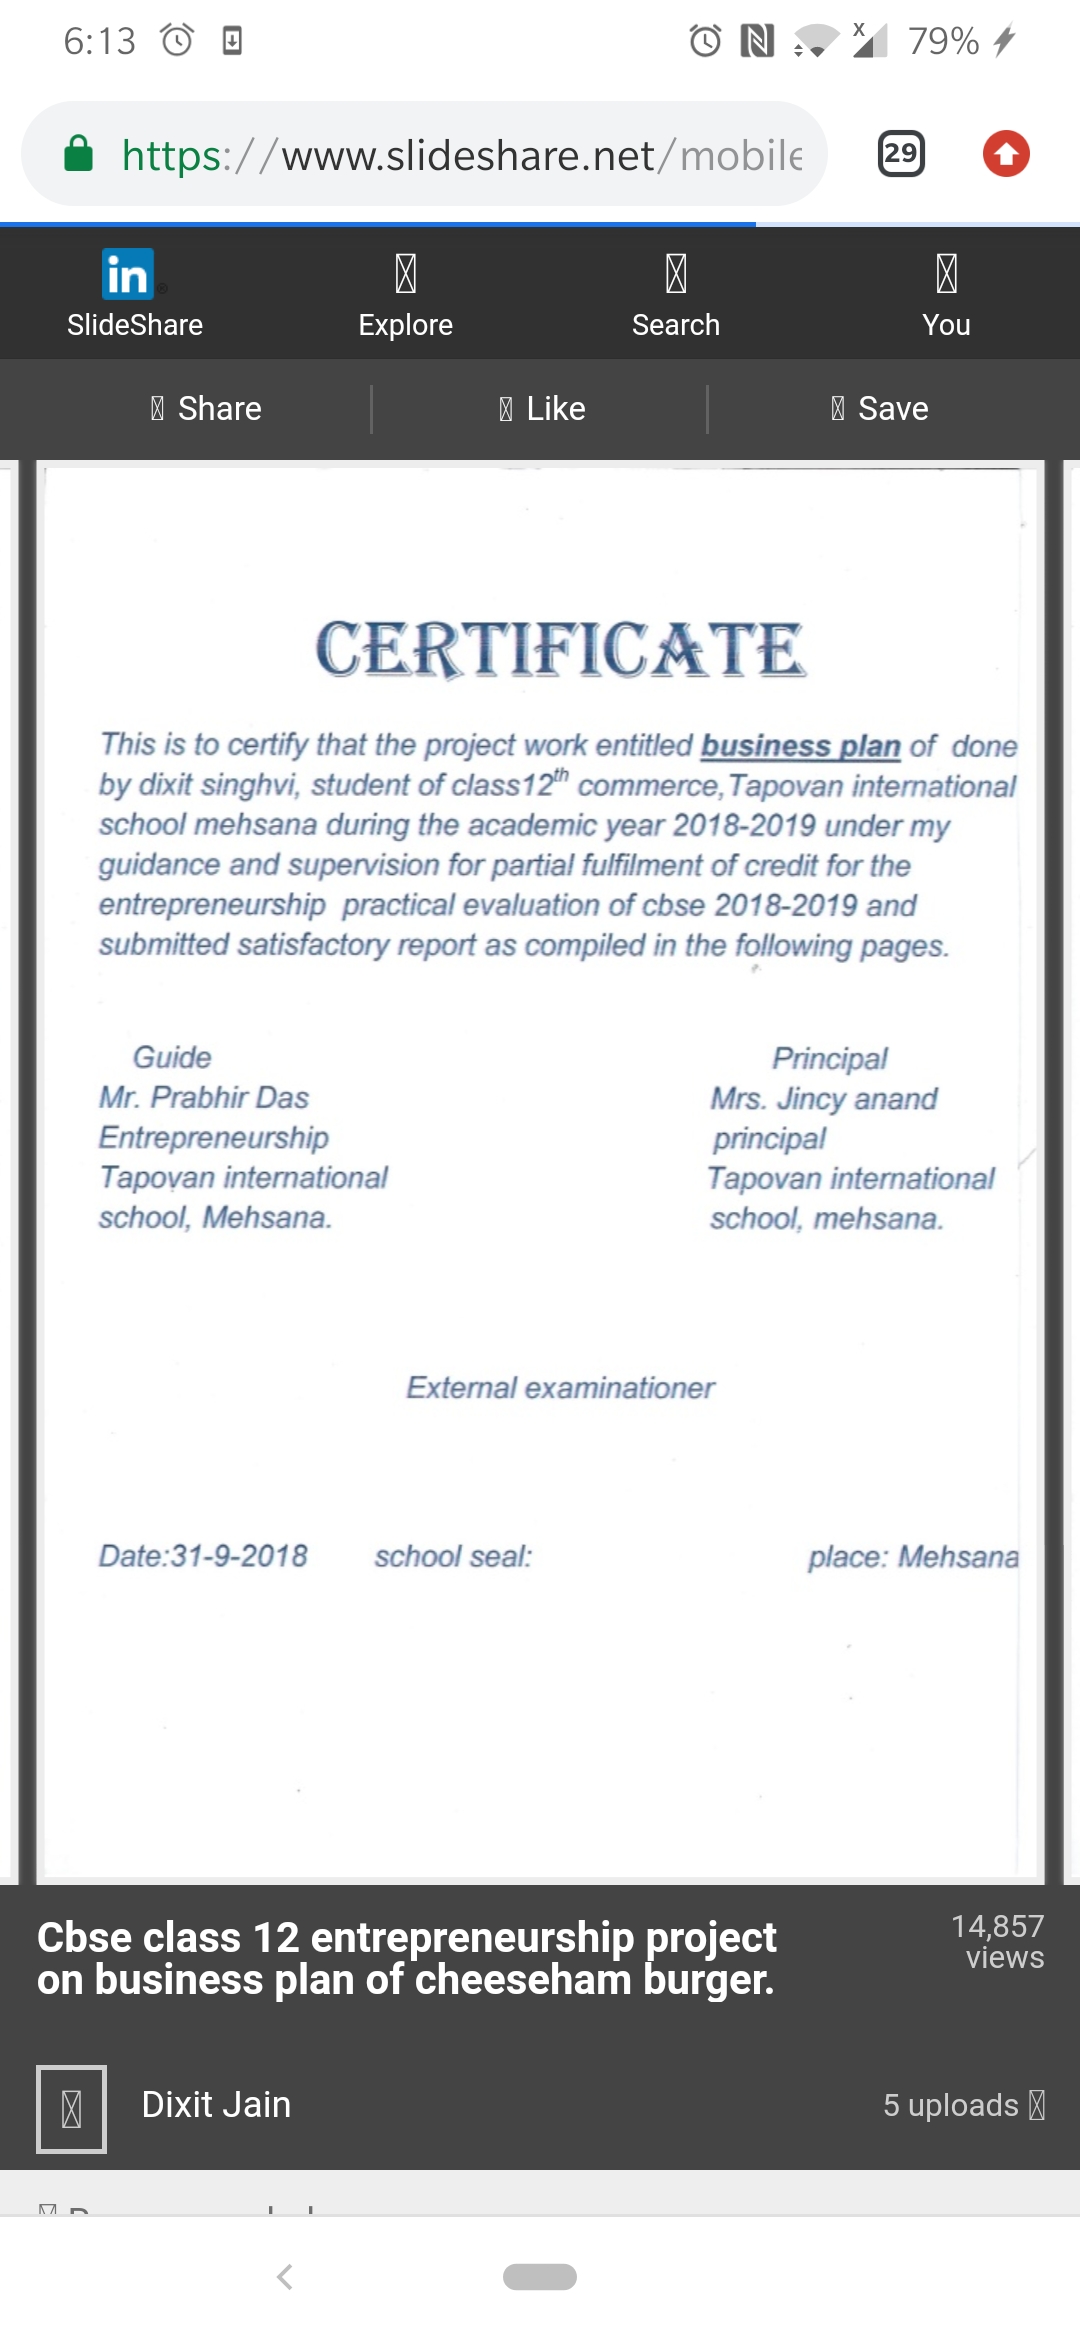 6:13 79%
https://www.slideshare.net/mobile
29
in
SlideShare Explore Search You
Share Like Save
CERTIFICATE
This is to certify that the project work entitled business plan of done
by dixit singhvi, student of class12th commerce, Tapovan international
school mehsana during the academic year 2018-2019 under my
guidance and supervision for partial fulfilment of credit for the
entrepreneurship practical evaluation of cbse 2018-2019 and
submitted satisfactory report as compiled in the following pages.
Guide Principal
Mr. Prabhir Das Mrs. Jincy anand
Entrepreneurship principal
Tapovan international Tapovan international
school, Mehsana. school, mehsana.
External examinationer
Date:31-9-2018 school seal: place: Mehsana
Cbse class 12 entrepreneurship project
on business plan of cheeseham burger.
14,857
views
Dixit Jain 5 uploads